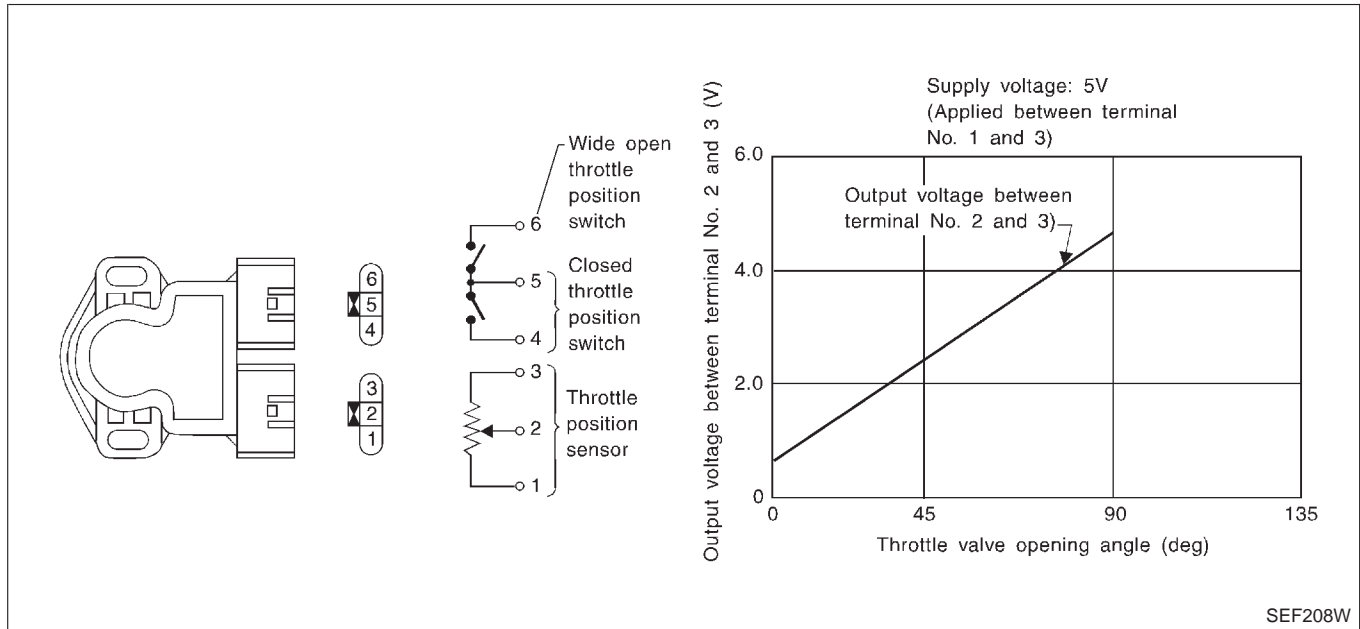 Wide open
throttle
position
switch
6
5
4
Closed
throttle
position
switch
3
2
1
Throttle
position
sensor
6
5
4
3
2
1
Supply voltage: 5V
(Applied between terminal
No. 1 and 3)
Output voltage between terminal No. 2 and 3 (V)
6.0
4.0
2.0
0
Output voltage between
terminal No. 2 and 3)
0 45 90 135
Throttle valve opening angle (deg)
SEF208W